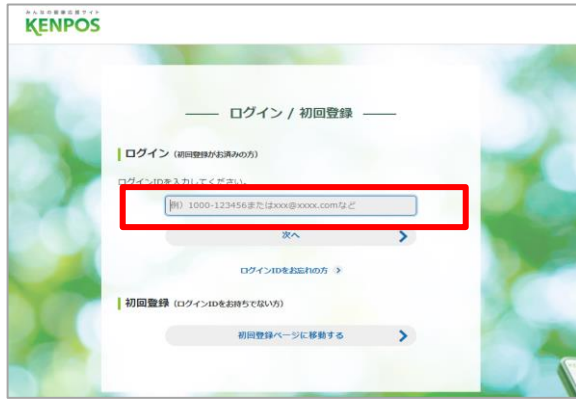 みんなの健康応援サイト
KENPOS
ログイン / 初回登録
ログイン (初回登録がお済みの方)
ログインIDを入力してください。
例）1000-123456またはxxx@xxxx.comなど
次へ
ログインIDをお忘れの方
初回登録 (ログインIDをお持ちでない方)
初回登録ページに移動する